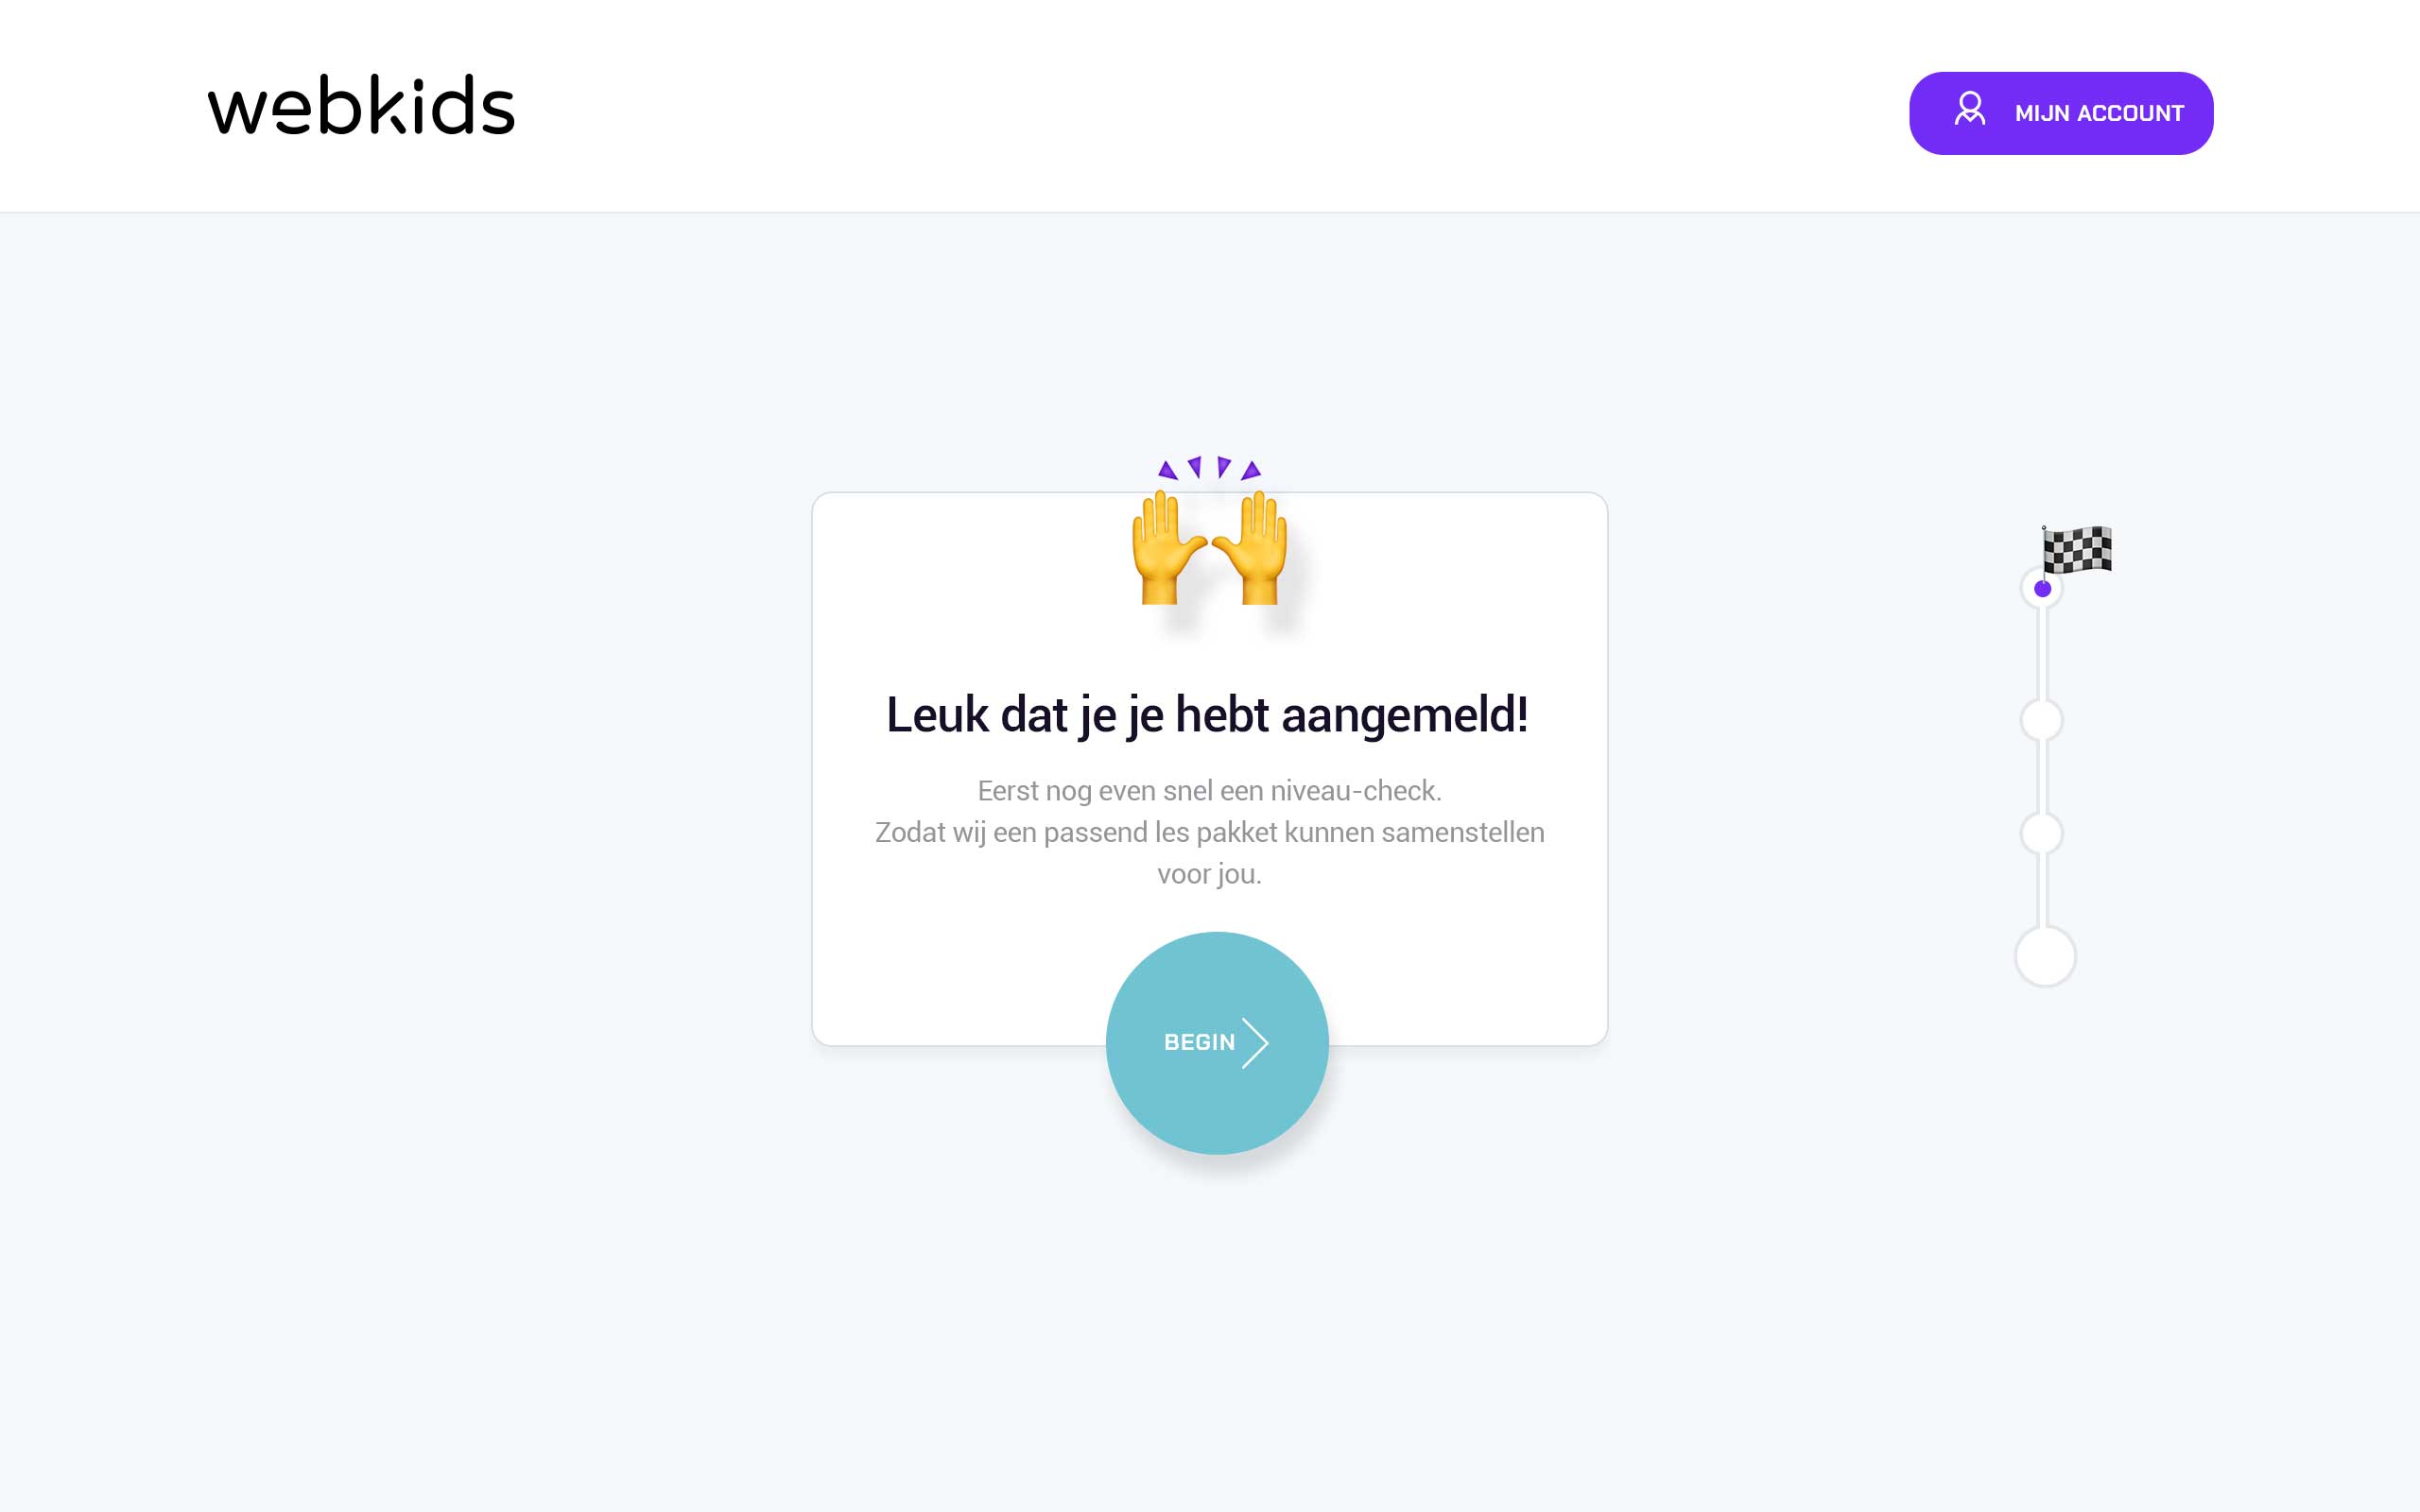 webkids
MIJN ACCOUNT
Leuk dat je je hebt aangemeld!
Eerst nog even snel een niveau-check.
Zodat wij een passend les pakket kunnen samenstellen
voor jou.
BEGIN